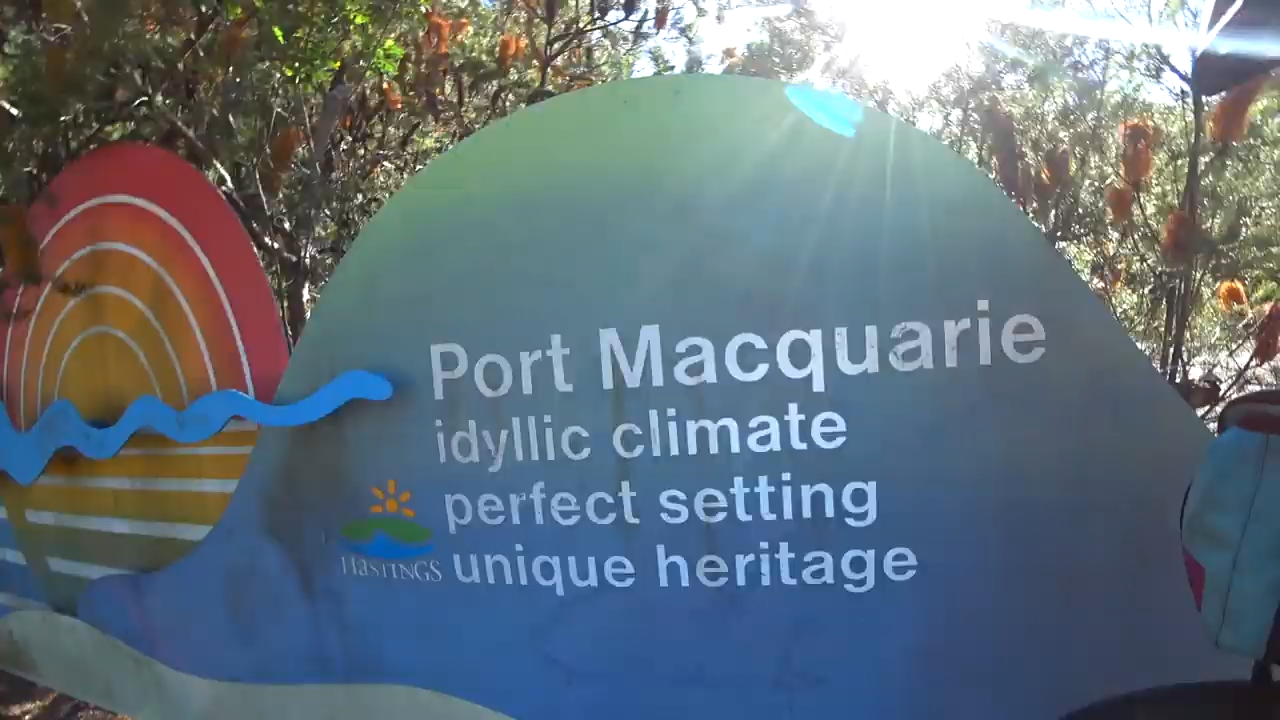 Port Macquarie
idyllic climate
perfect setting
unique heritage
HASTINGS